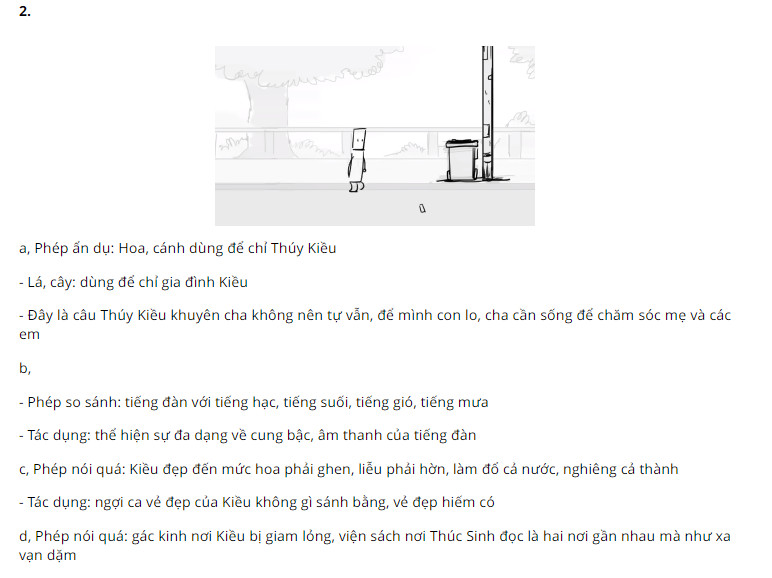 2.
a, Phép ẩn dụ: Hoa, cánh dùng để chỉ Thúy Kiều
- Lá, cây: dùng để chỉ gia đình Kiều
- Đây là câu Thúy Kiều khuyên cha không nên tự vẫn, để mình con lo, cha cần sống để chăm sóc mẹ và các
em
b,
- Phép so sánh: tiếng đàn với tiếng hạc, tiếng suối, tiếng gió, tiếng mưa
- Tác dụng: thể hiện sự đa dạng về cung bậc, âm thanh của tiếng đàn
c, Phép nói quá: Kiều đẹp đến mức hoa phải ghen, liễu phải hờn, làm đổ cả nước, nghiêng cả thành
- Tác dụng: ngợi ca vẻ đẹp của Kiều không gì sánh bằng, vẻ đẹp hiếm có
d, Phép nói quá: gác kinh nơi Kiều bị giam lỏng, viện sách nơi Thúc Sinh đọc là hai nơi gần nhau mà như xa
vạn dặm